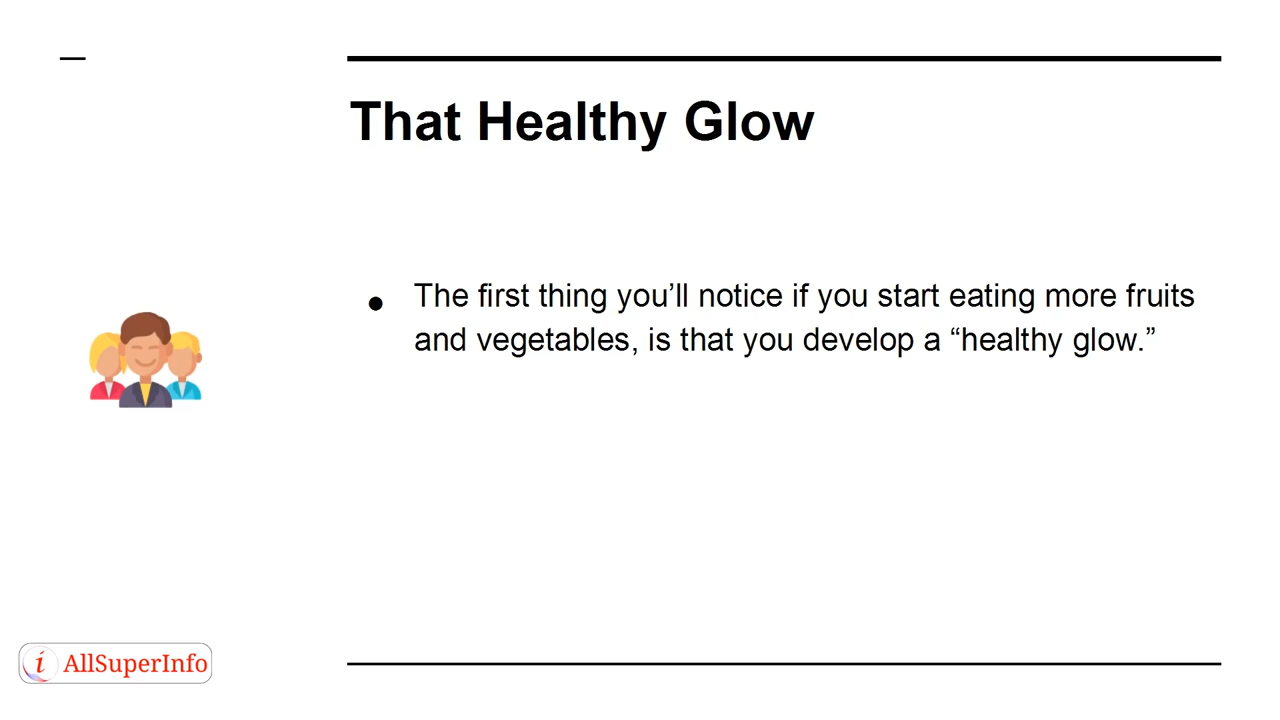 That Healthy Glow
● The first thing you’ll notice if you start eating more fruits
and vegetables, is that you develop a “healthy glow.”
i AllSuperInfo